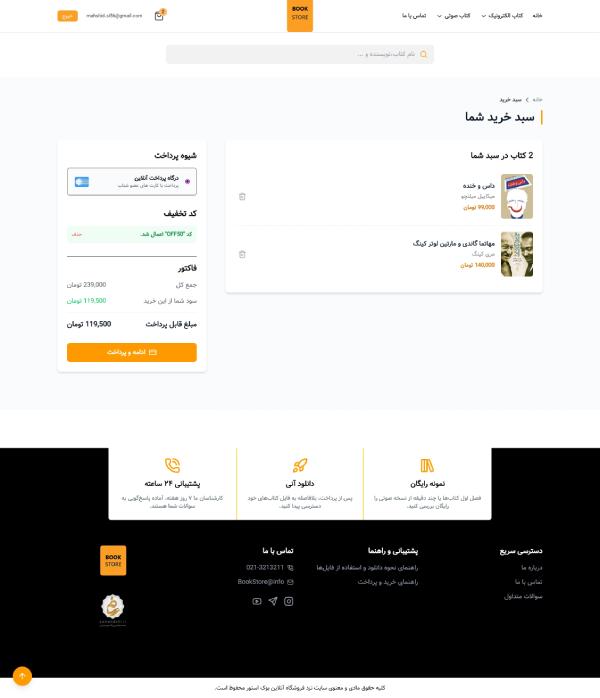 خانه
کتاب الکترونیک
کتاب صوتی
تماس با ما
BOOK
STORE
2
mahshid.sf86@gmail.com
خروج
نام کتاب،نویسنده و ...
خانه
سبد خرید
سبد خرید شما
2 کتاب در سبد شما
داس و خنده
99,000 تومان
مهاتما گاندی و مارتین لوتر کینگ
مری کینگ
140,000 تومان
شیوه پرداخت
درگاه پرداخت آنلاین
پرداخت با کارت های عضو شتاب
کد تخفیف
کد "OFF50" اعمال شد.
حذف
فاکتور
جمع کل
239,000 تومان
سود شما از این خرید
119,500 تومان
مبلغ قابل پرداخت
119,500 تومان
ادامه و پرداخت
نمونه رایگان
فصل اول کتاب‌ها یا چند دقیقه از نسخه صوتی را
رایگان بررسی کنید.
دانلود آنی
پس از پرداخت، بلافاصله به فایل کتاب‌های خود
دسترسی پیدا کنید.
پشتیبانی ۲۴ ساعته
کارشناسان ما ۷ روز هفته، آماده پاسخ‌گویی به
سوالات شما هستند.
دسترسی سریع
درباره ما
تماس با ما
سوالات متداول
پشتیبانی و راهنما
راهنمای نحوه دانلود و استفاده از فایل‌ها
راهنمای خرید و پرداخت
تماس با ما
021-3213211
BookStore@info
BOOK
STORE
کلیه حقوق مادی و معنوی سایت نزد فروشگاه آنلاین بوک استور محفوظ است.